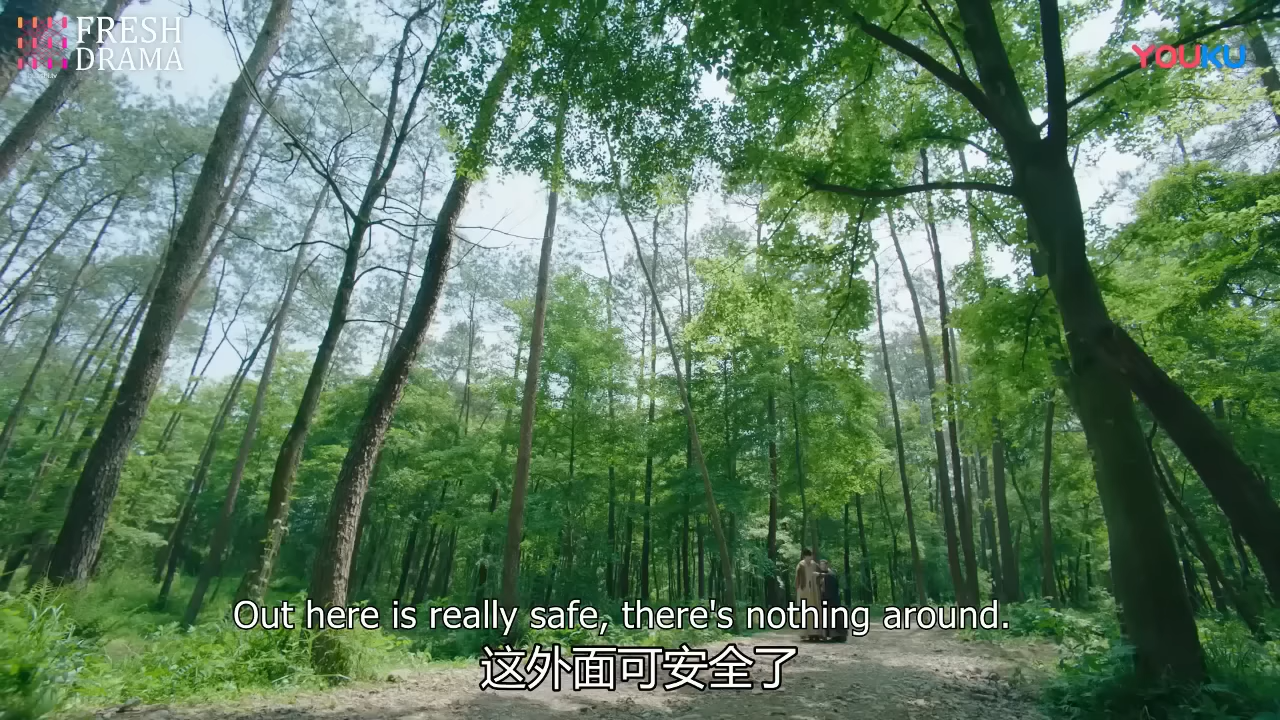 FRESH
DRAMA
YOUKU
Out here is really safe, there's nothing around.
这外面可安全了